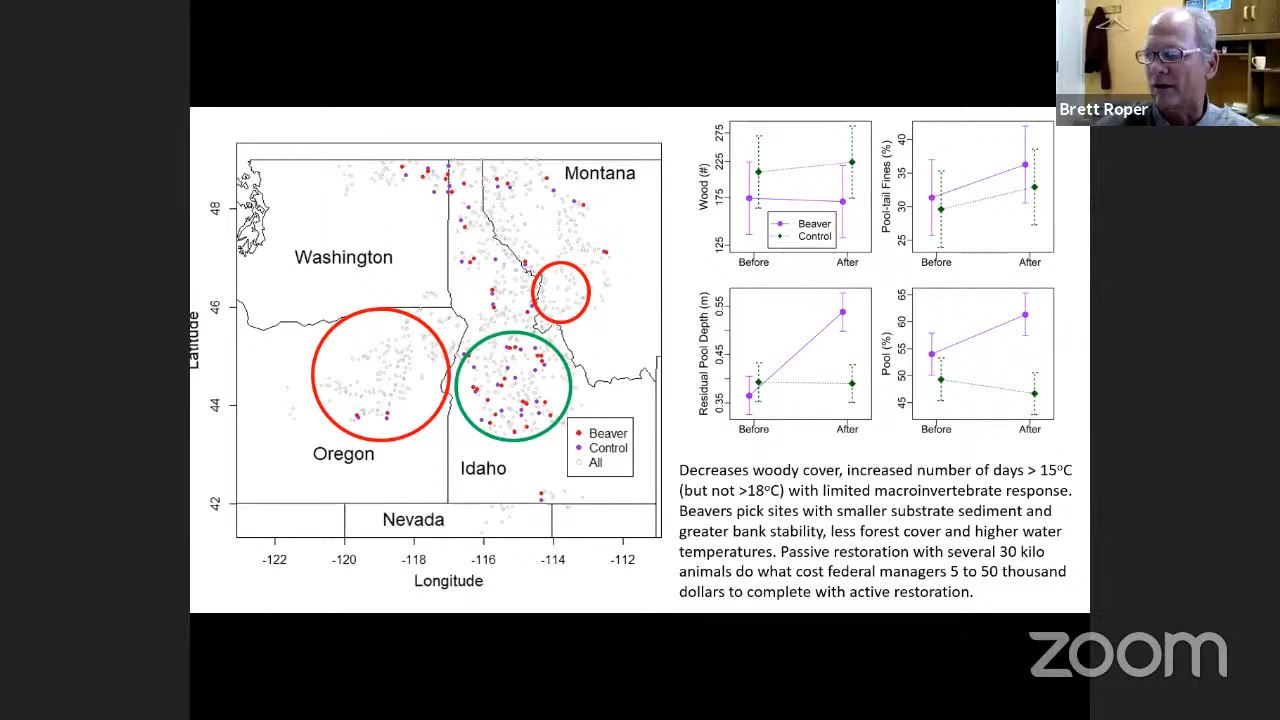 Brett Roper
Montana
Washington
Oregon
Idaho
Nevada
Beaver
Control
All
Latitude
48
46
44
42
-122
-120
-118
-116
-114
-112
Longitude
Wood (#)
275
225
175
125
Beaver
Control
Before
After
Pool-tail Fines (%)
40
35
30
25
Before
After
Residual Pool Depth (m)
0.55
0.45
0.35
Before
After
Pool (%)
65
60
55
50
45
Before
After
Decreases woody cover, increased number of days > 15°C
(but not >18°C) with limited macroinvertebrate response.
Beavers pick sites with smaller substrate sediment and
greater bank stability, less forest cover and higher water
temperatures. Passive restoration with several 30 kilo
animals do what cost federal managers 5 to 50 thousand
dollars to complete with active restoration.
zoom